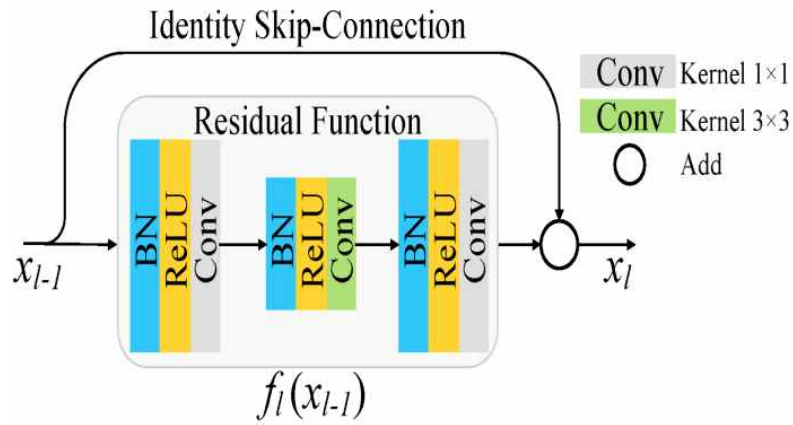 Identity Skip-Connection
Conv Kernel 1×1
Conv Kernel 3×3
Add
Residual Function
BN ReLU Conv
BN ReLU Conv
BN ReLU Conv
x_{l-1}
x_l
f_l(x_{l-1})